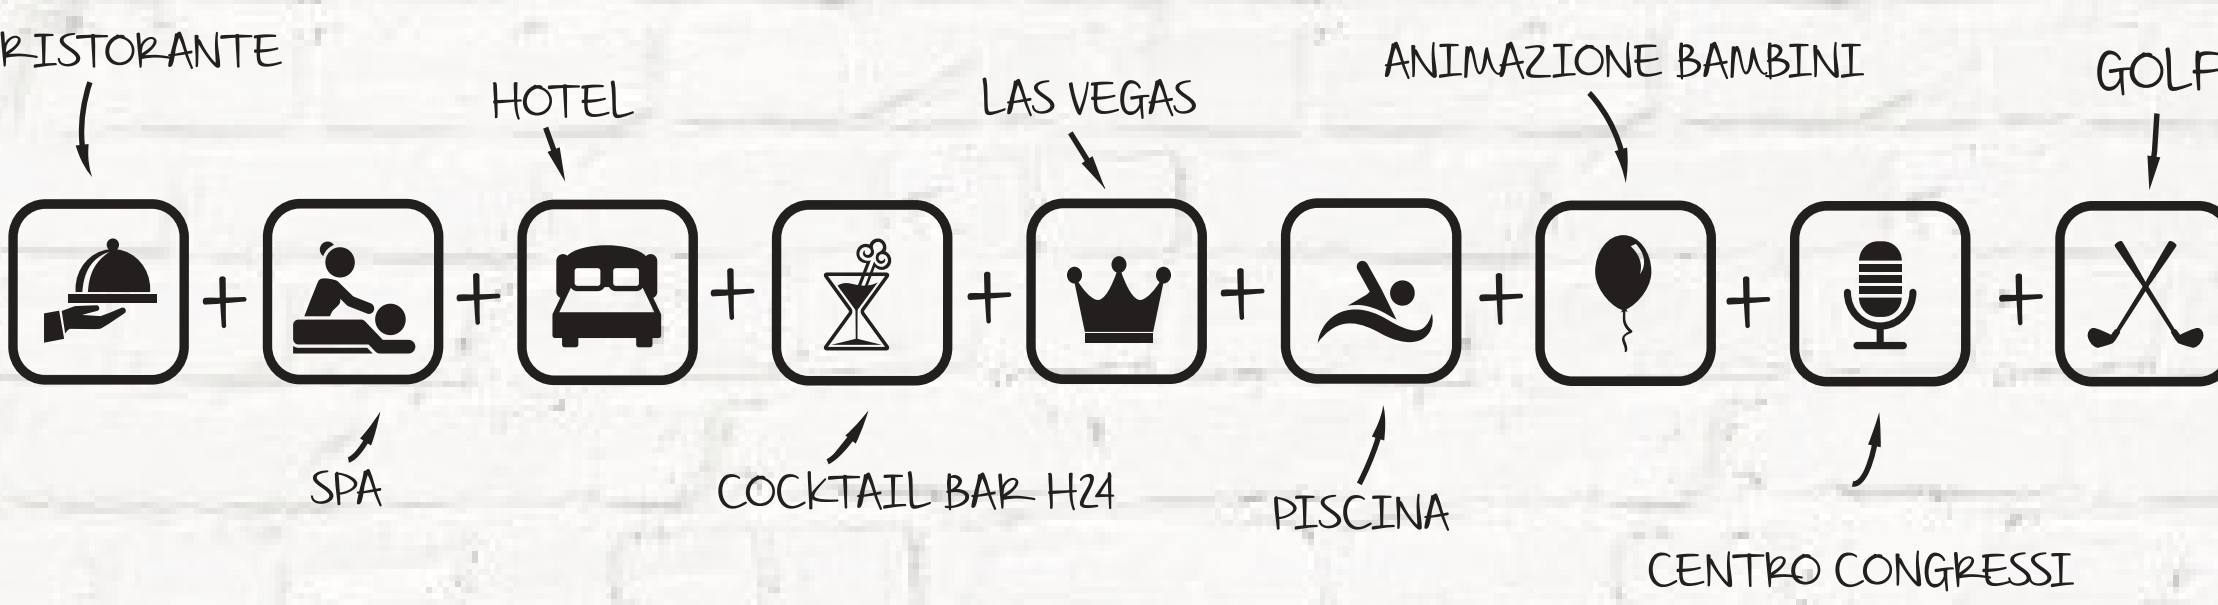 RISTORANTE
HOTEL
LAS VEGAS
ANIMAZIONE BAMBINI
GOLF
SPA
COCKTAIL BAR H24
PISCINA
CENTRO CONGRESSI